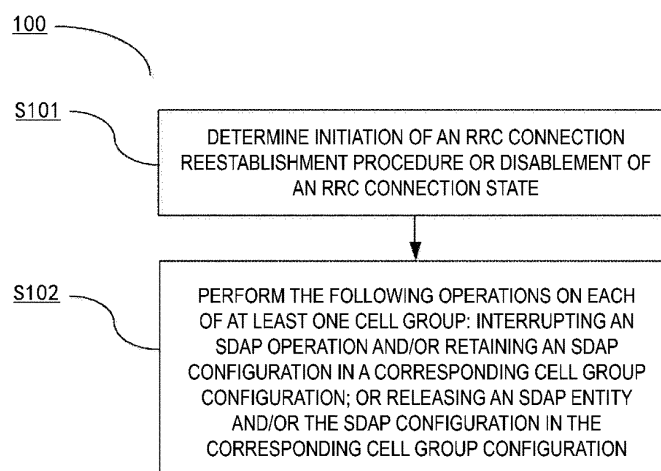 100
S101
DETERMINE INITIATION OF AN RRC CONNECTION
REESTABLISHMENT PROCEDURE OR DISABLEMENT OF
AN RRC CONNECTION STATE
S102
PERFORM THE FOLLOWING OPERATIONS ON EACH
OF AT LEAST ONE CELL GROUP: INTERRUPTING AN
SDAP OPERATION AND/OR RETAINING AN SDAP
CONFIGURATION IN A CORRESPONDING CELL GROUP
CONFIGURATION; OR RELEASING AN SDAP ENTITY
AND/OR THE SDAP CONFIGURATION IN THE
CORRESPONDING CELL GROUP CONFIGURATION